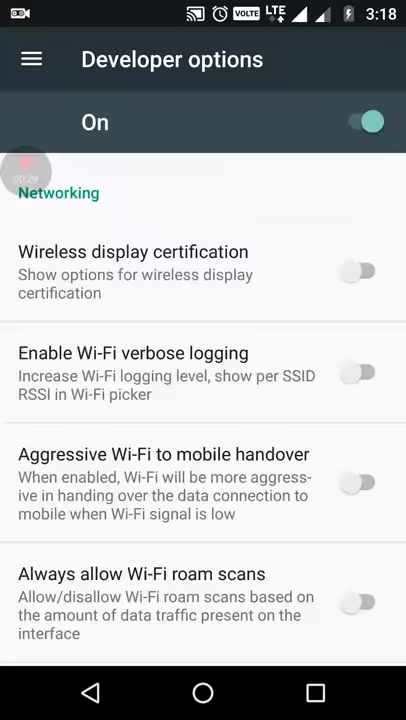 VOLTE LTE 3:18
Developer options
On
00:29
Networking
Wireless display certification
Show options for wireless display
certification
Enable Wi-Fi verbose logging
Increase Wi-Fi logging level, show per SSID
RSSI in Wi-Fi picker
Aggressive Wi-Fi to mobile handover
When enabled, Wi-Fi will be more aggress-
ive in handing over the data connection to
mobile when Wi-Fi signal is low
Always allow Wi-Fi roam scans
Allow/disallow Wi-Fi roam scans based on
the amount of data traffic present on the
interface